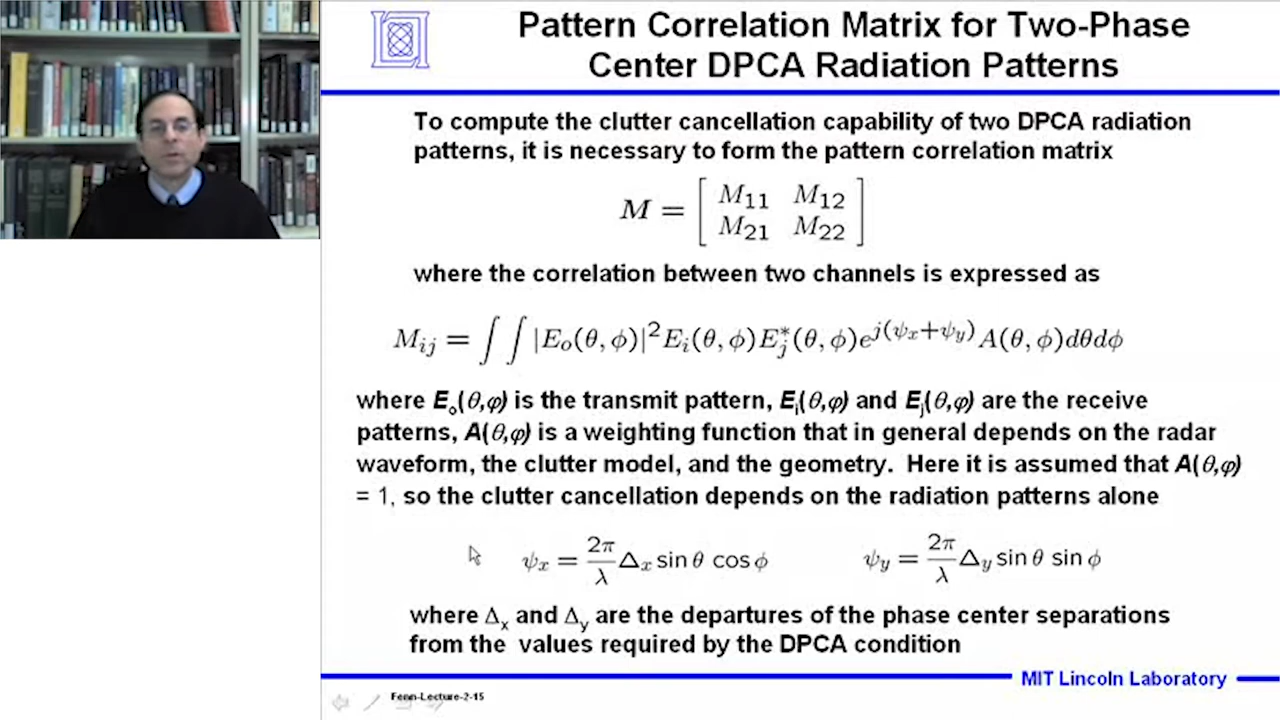 Pattern Correlation Matrix for Two-Phase
Center DPCA Radiation Patterns
To compute the clutter cancellation capability of two DPCA radiation
patterns, it is necessary to form the pattern correlation matrix
M = [ M₁₁ M₁₂
M₂₁ M₂₂ ]
where the correlation between two channels is expressed as
Mᵢⱼ = ∫∫ |Eₒ(θ, ϕ)|² Eᵢ(θ, ϕ)Eⱼ*(θ, ϕ)e^{j(ψₓ+ψ_y)} A(θ, ϕ)dθdϕ
where Eₒ(θ,φ) is the transmit pattern, Eᵢ(θ,φ) and Eⱼ(θ,φ) are the receive
patterns, A(θ,φ) is a weighting function that in general depends on the radar
waveform, the clutter model, and the geometry. Here it is assumed that A(θ,φ)
= 1, so the clutter cancellation depends on the radiation patterns alone
ψₓ = 2π/λ Δₓ sin θ cos ϕ ψ_y = 2π/λ Δ_y sin θ sin ϕ
where Δₓ and Δ_y are the departures of the phase center separations
from the values required by the DPCA condition
MIT Lincoln Laboratory
Fenn-Lecture-2-15